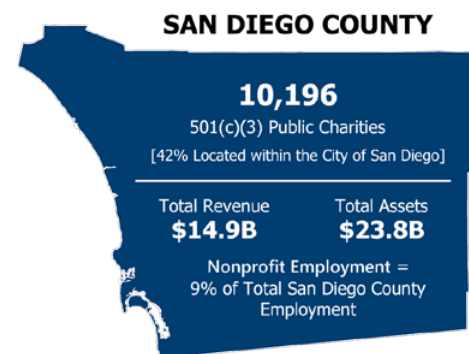 SAN DIEGO COUNTY
10,196
501(c)(3) Public Charities
[42% Located within the City of San Diego]
Total Revenue Total Assets
$14.9B $23.8B
Nonprofit Employment =
9% of Total San Diego County
Employment